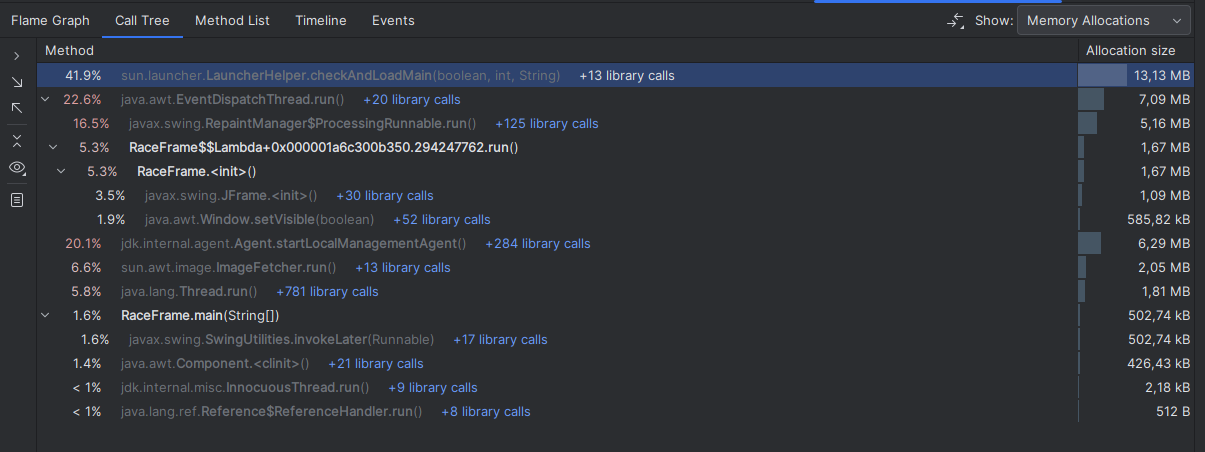 Flame Graph Call Tree Method List Timeline Events Show: Memory Allocations
Method Allocation size
41.9% sun.launcher.LauncherHelper.checkAndLoadMain(boolean, int, String) +13 library calls 13,13 MB
22.6% java.awt.EventDispatchThread.run() +20 library calls 7,09 MB
16.5% javax.swing.RepaintManager$ProcessingRunnable.run() +125 library calls 5,16 MB
5.3% RaceFrame$$Lambda+0x000001a6c300b350.294247762.run() 1,67 MB
5.3% RaceFrame.<init>() 1,67 MB
3.5% javax.swing.JFrame.<init>() +30 library calls 1,09 MB
1.9% java.awt.Window.setVisible(boolean) +52 library calls 585,82 kB
20.1% jdk.internal.agent.Agent.startLocalManagementAgent() +284 library calls 6,29 MB
6.6% sun.awt.image.ImageFetcher.run() +13 library calls 2,05 MB
5.8% java.lang.Thread.run() +781 library calls 1,81 MB
1.6% RaceFrame.main(String[]) 502,74 kB
1.6% javax.swing.SwingUtilities.invokeLater(Runnable) +17 library calls 502,74 kB
1.4% java.awt.Component.<clinit>() +21 library calls 426,43 kB
< 1% jdk.internal.misc.InnocuousThread.run() +9 library calls 2,18 kB
< 1% java.lang.ref.Reference$ReferenceHandler.run() +8 library calls 512 B